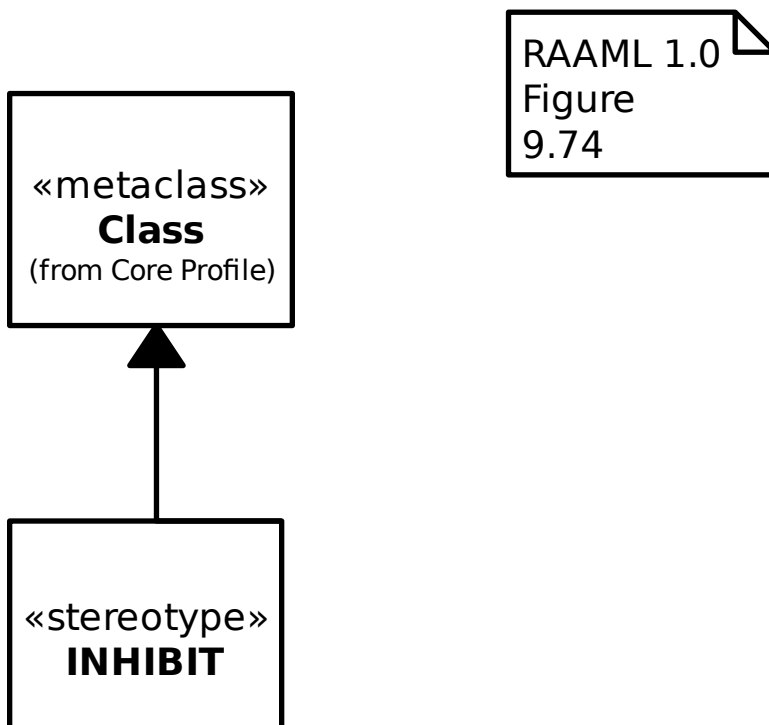 RAAML 1.0
Figure
9.74
«metaclass»
Class
(from Core Profile)
«stereotype»
INHIBIT